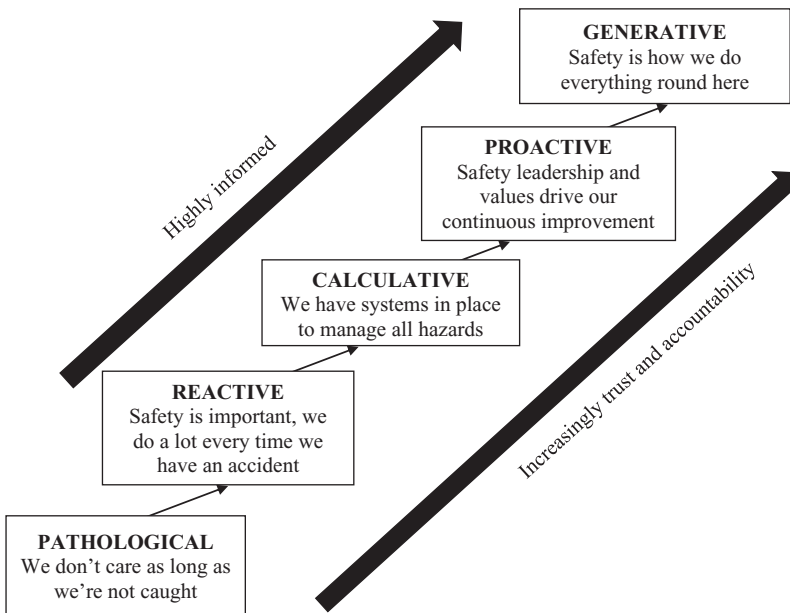 GENERATIVE
Safety is how we do
everything round here
PROACTIVE
Safety leadership and
values drive our
continuous improvement
Highly informed
CALCULATIVE
We have systems in place
to manage all hazards
Increasingly trust and accountability
REACTIVE
Safety is important, we
do a lot every time we
have an accident
PATHOLOGICAL
We don’t care as long as
we’re not caught